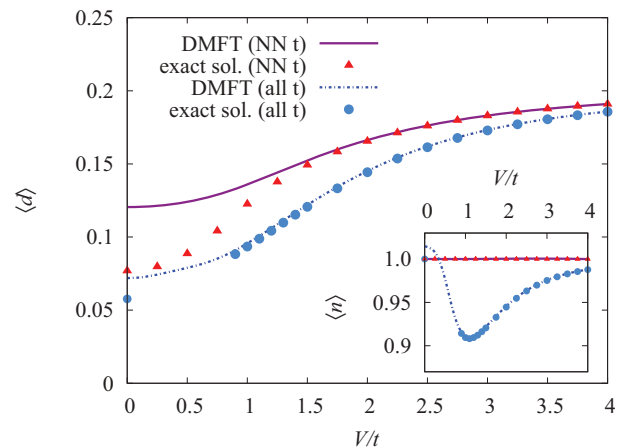 DMFT (NN t)
exact sol. (NN t)
DMFT (all t)
exact sol. (all t)
0.25
0.2
0.15
0.1
0.05
0
⟨d⟩
0 0.5 1 1.5 2 2.5 3 3.5 4
V/t
V/t
0 1 2 3 4
1.0
0.95
0.9
⟨n⟩